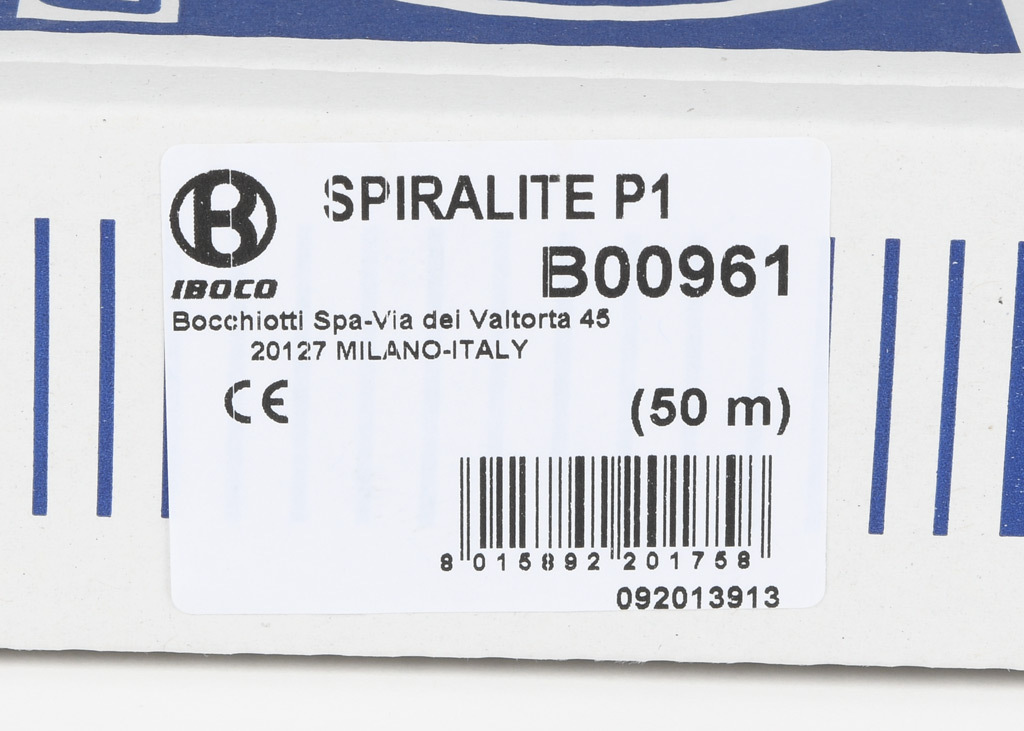 SPIRALITE P1
B00961
IBOCO
Bocchiotti Spa-Via dei Valtorta 45
20127 MILANO-ITALY
CE
(50 m)
8 015892 201758
092013913